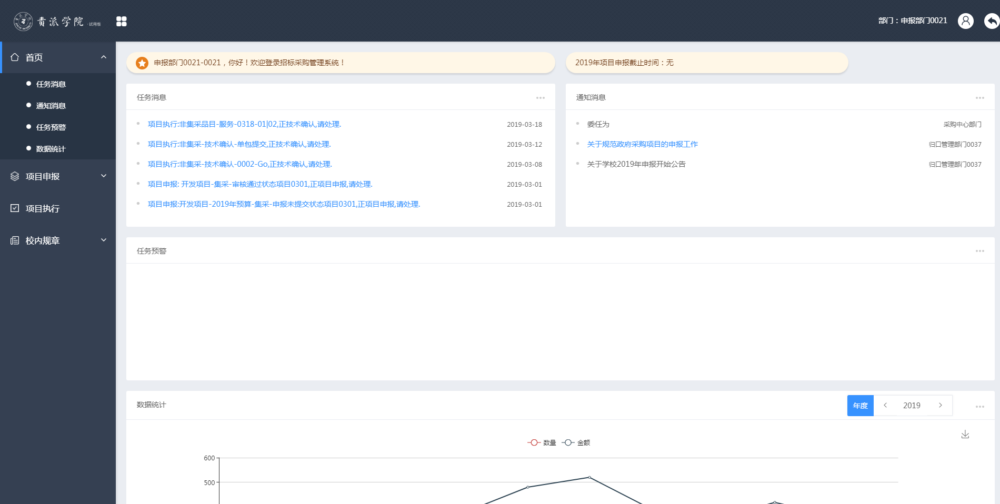 贵派学院 ·试用版
部门：申报部门0021
首页
任务消息
通知消息
任务预警
数据统计
项目申报
项目执行
校内规章
申报部门0021-0021，你好！欢迎登录招标采购管理系统！
2019年项目申报截止时间：无
任务消息
项目执行:非集采品目-服务-0318-01|02,正技术确认,请处理. 2019-03-18
项目执行:非集采-技术确认-单包提交,正技术确认,请处理. 2019-03-12
项目执行:非集采-技术确认-0002-Go,正技术确认,请处理. 2019-03-08
项目申报: 开发项目-集采-审核通过状态项目0301,正项目申报,请处理. 2019-03-01
项目申报:开发项目-2019年预算-集采-申报未提交状态项目0301,正项目申报,请处理. 2019-03-01
通知消息
委任为 采购中心部门
关于规范政府采购项目的申报工作 归口管理部门0037
关于学校2019年申报开始公告 归口管理部门0037
任务预警
数据统计
年度 < 2019 >
数量 金额
600
500